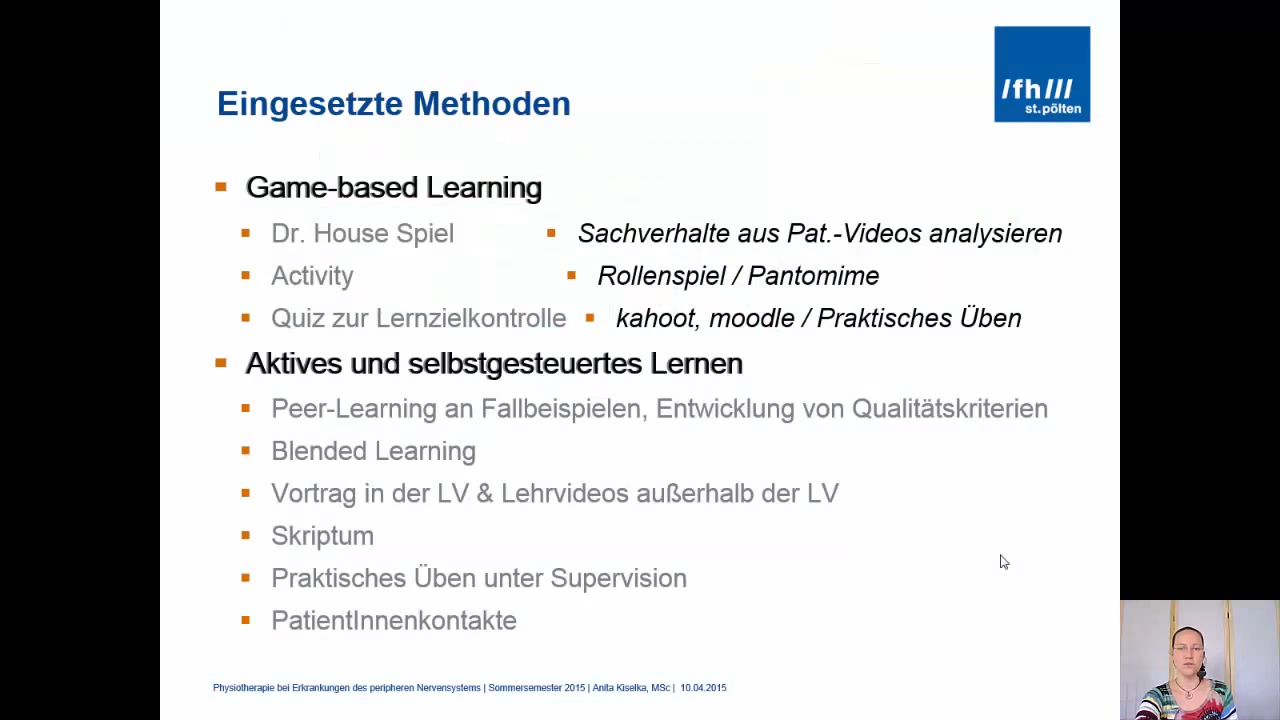 /fh///
st.pölten
Eingesetzte Methoden
Game-based Learning
Dr. House Spiel Sachverhalte aus Pat.-Videos analysieren
Activity Rollenspiel / Pantomime
Quiz zur Lernzielkontrolle kahoot, moodle / Praktisches Üben
Aktives und selbstgesteuertes Lernen
Peer-Learning an Fallbeispielen, Entwicklung von Qualitätskriterien
Blended Learning
Vortrag in der LV & Lehrvideos außerhalb der LV
Skriptum
Praktisches Üben unter Supervision
PatientInnenkontakte
Physiotherapie bei Erkrankungen des peripheren Nervensystems | Sommersemester 2015 | Anita Kiselka, MSc | 10.04.2015